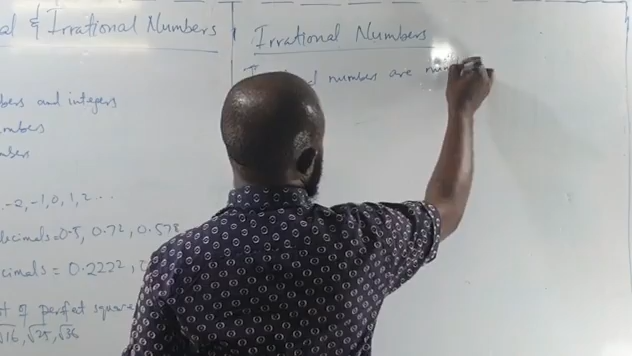 al & Irrational Numbers
bers and integers
mbers
mbers
-2, -1, 0, 1, 2 ...
decimals = 0.5, 0.72, 0.578
cimals = 0.2222,
of perfect square
√16, √25, √36
Irrational Numbers
numbers are